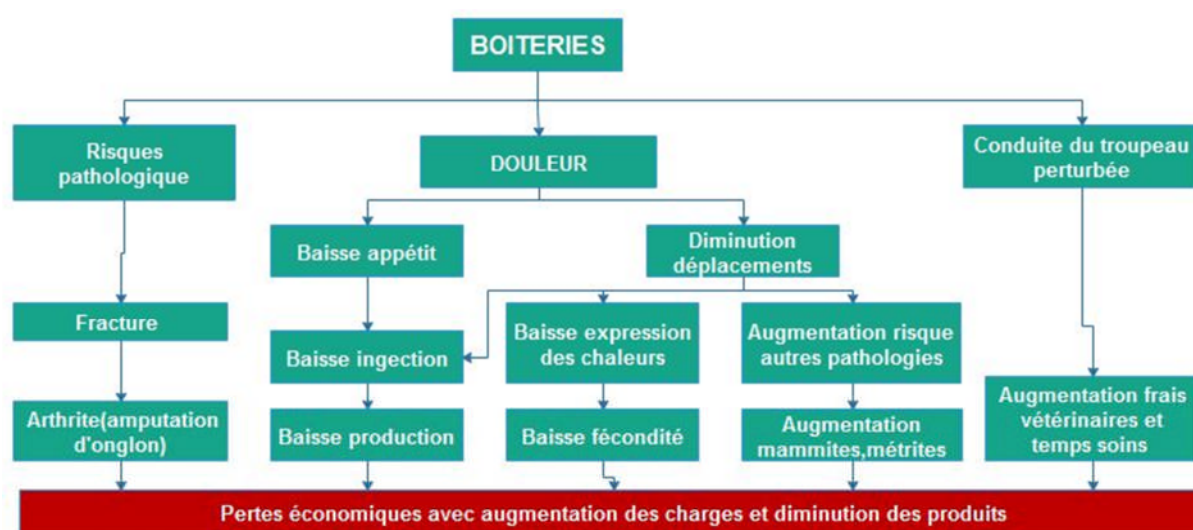 BOITERIES
Risques
pathologique
DOULEUR
Conduite du troupeau
perturbée
Baisse appétit
Diminution
déplacements
Fracture
Baisse ingection
Baisse expression
des chaleurs
Augmentation risque
autres pathologies
Arthrite(amputation
d'onglon)
Baisse production
Baisse fécondité
Augmentation
mammites,métrites
Augmentation frais
vétérinaires et
temps soins
Pertes économiques avec augmentation des charges et diminution des produits